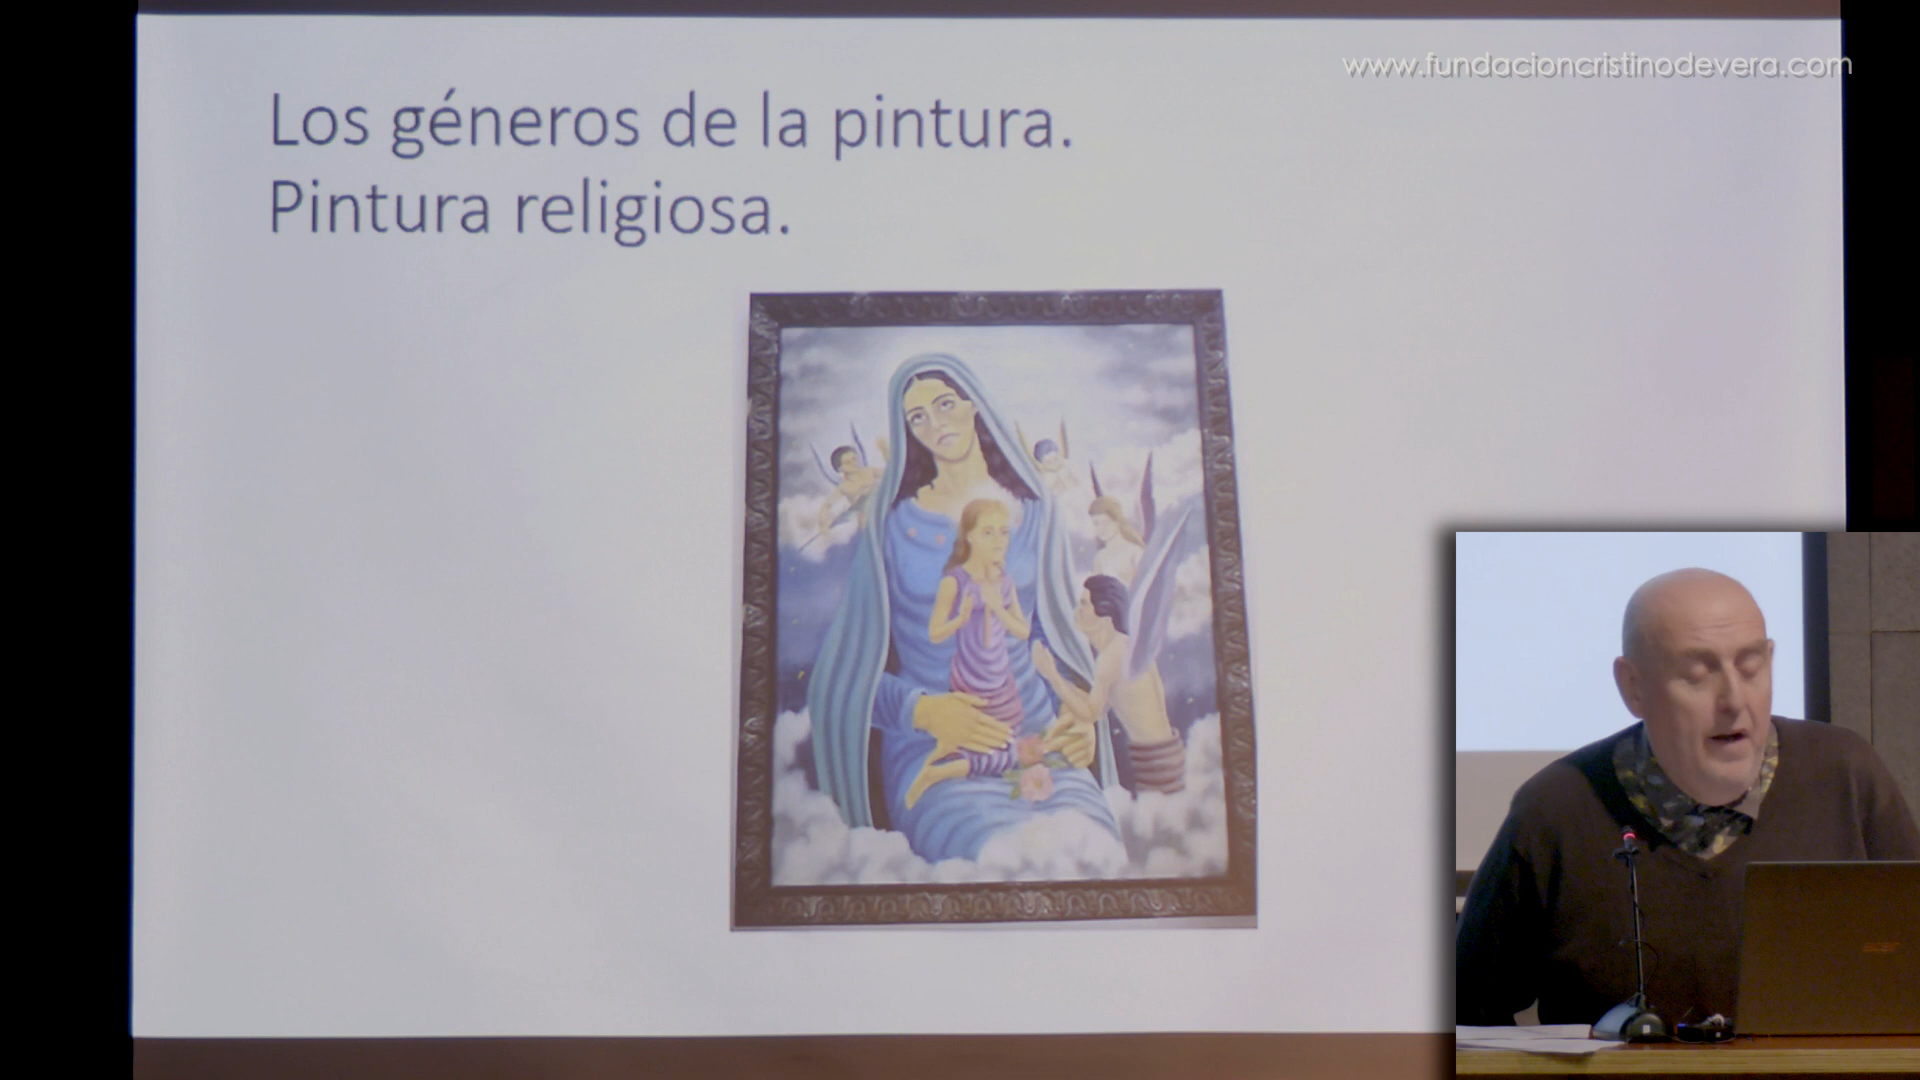 www.fundacioncristinodevera.com
Los géneros de la pintura.
Pintura religiosa.